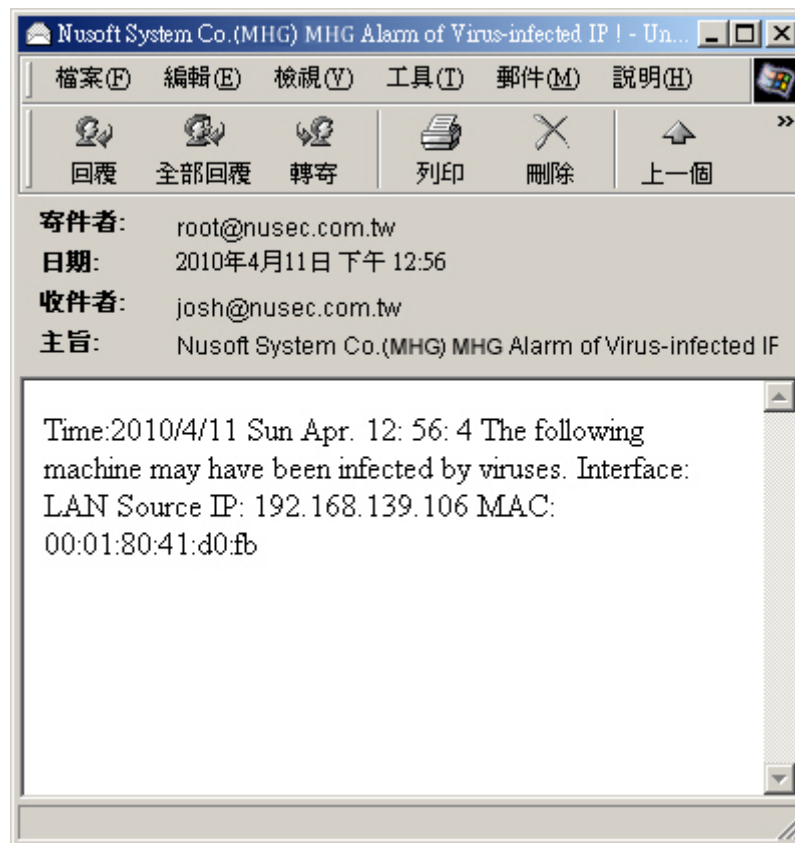 Nusoft System Co.(MHG) MHG Alarm of Virus-infected IP ! - Un...
檔案(F) 編輯(E) 檢視(V) 工具(T) 郵件(M) 說明(H)
回覆 全部回覆 轉寄 列印 刪除 上一個 »
寄件者: root@nusec.com.tw
日期: 2010年4月11日 下午 12:56
收件者: josh@nusec.com.tw
主旨: Nusoft System Co.(MHG) MHG Alarm of Virus-infected IP
Time:2010/4/11 Sun Apr. 12: 56: 4 The following
machine may have been infected by viruses. Interface:
LAN Source IP: 192.168.139.106 MAC:
00:01:80:41:d0:fb